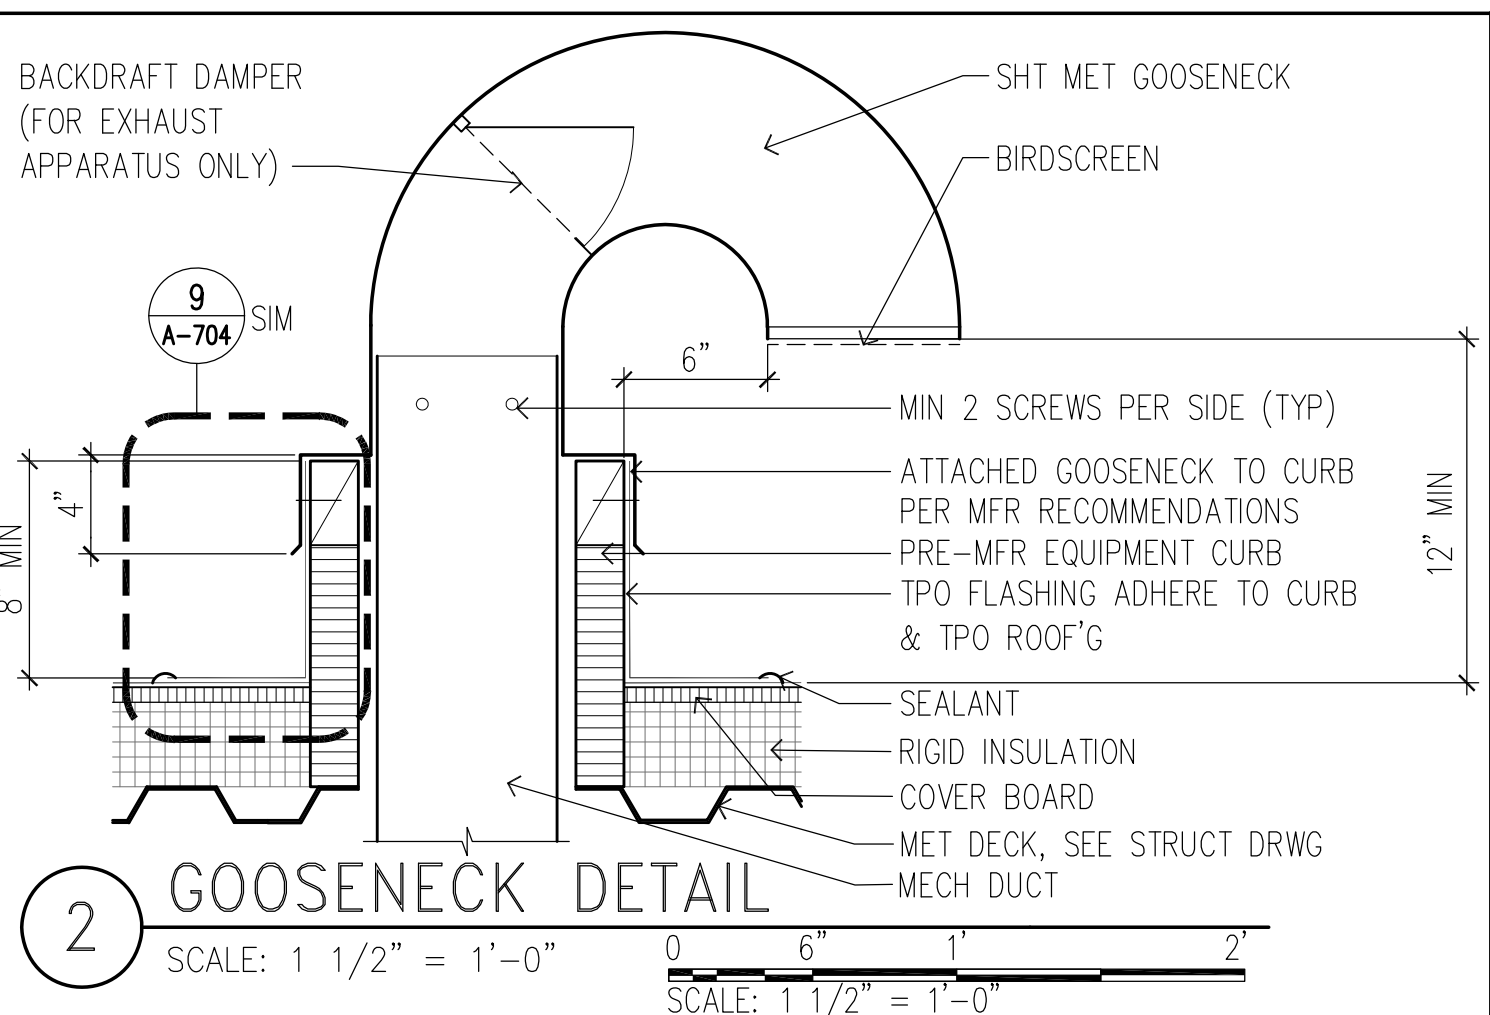 BACKDRAFT DAMPER
(FOR EXHAUST
APPARATUS ONLY)
SHT MET GOOSENECK
BIRDSCREEN
9
A-704
SIM
6"
MIN 2 SCREWS PER SIDE (TYP)
ATTACHED GOOSENECK TO CURB
PER MFR RECOMMENDATIONS
PRE-MFR EQUIPMENT CURB
TPO FLASHING ADHERE TO CURB
& TPO ROOF'G
4"
8" MIN
12" MIN
SEALANT
RIGID INSULATION
COVER BOARD
MET DECK, SEE STRUCT DRWG
MECH DUCT
2
GOOSENECK DETAIL
SCALE: 1 1/2" = 1'-0"
0 6" 1' 2'
SCALE: 1 1/2" = 1'-0"